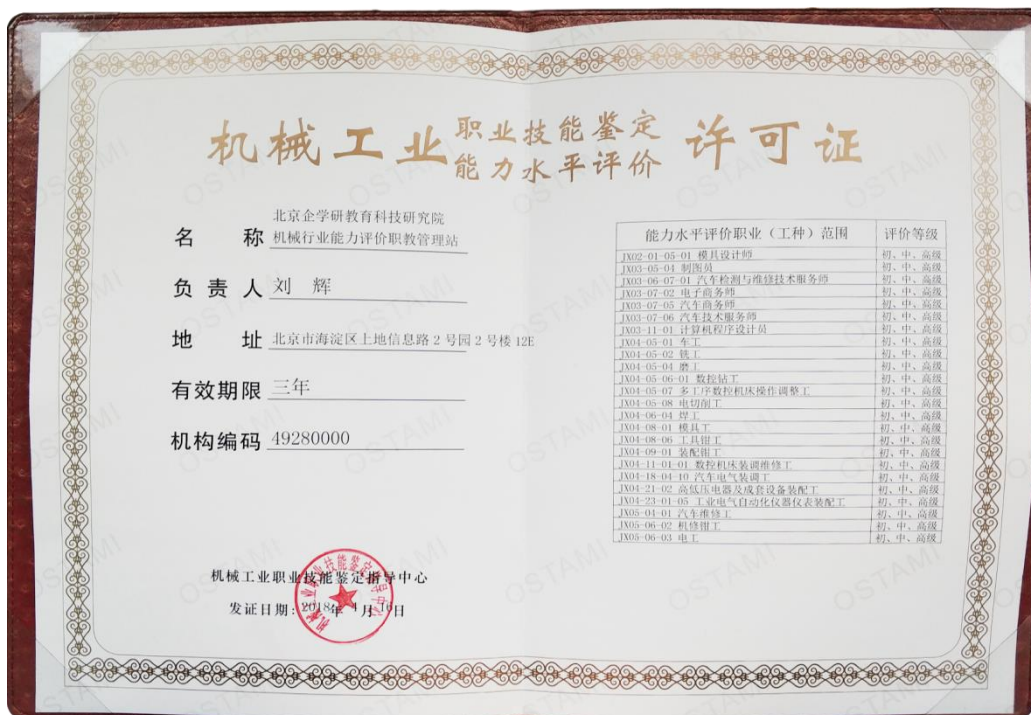 机械工业职业技能鉴定许可证
能力水平评价
北京企学研教育科技研究院
名 称 机械行业能力评价职教管理站
负责人 刘 辉
地 址 北京市海淀区上地信息路2号园2号楼12E
有效期限 三年
机构编码 49280000
机械工业职业技能鉴定指导中心
发证日期:2018年 月16日
能力水平评价职业(工种)范围 评价等级
JX02-01-05-01 模具设计师 初、中、高级
JX03-05-04 制图员 初、中、高级
JX03-06-07-01 汽车检测与维修技术服务师 初、中、高级
JX03-07-02 电子商务师 初、中、高级
JX03-07-05 汽车商务师 初、中、高级
JX03-07-06 汽车技术服务师 初、中、高级
JX03-11-01 计算机程序设计员 初、中、高级
JX04-05-01 车工 初、中、高级
JX04-05-02 铣工 初、中、高级
JX04-05-04 磨工 初、中、高级
JX04-05-06-01 数控钻工 初、中、高级
JX04-05-07 多工序数控机床操作调整工 初、中、高级
JX04-05-08 电切削工 初、中、高级
JX04-06-04 焊工 初、中、高级
JX04-08-01 模具工 初、中、高级
JX04-08-06 工具钳工 初、中、高级
JX04-09-01 装配钳工 初、中、高级
JX04-11-01-01 数控机床装调维修工 初、中、高级
JX04-18-04-10 汽车电气装调工 初、中、高级
JX04-21-02 高低压电器及成套设备装配工 初、中、高级
JX04-23-01-05 工业电气自动化仪器仪表装配工 初、中、高级
JX05-04-01 汽车维修工 初、中、高级
JX05-06-02 机修钳工 初、中、高级
JX05-06-03 电工 初、中、高级
OSTAMI